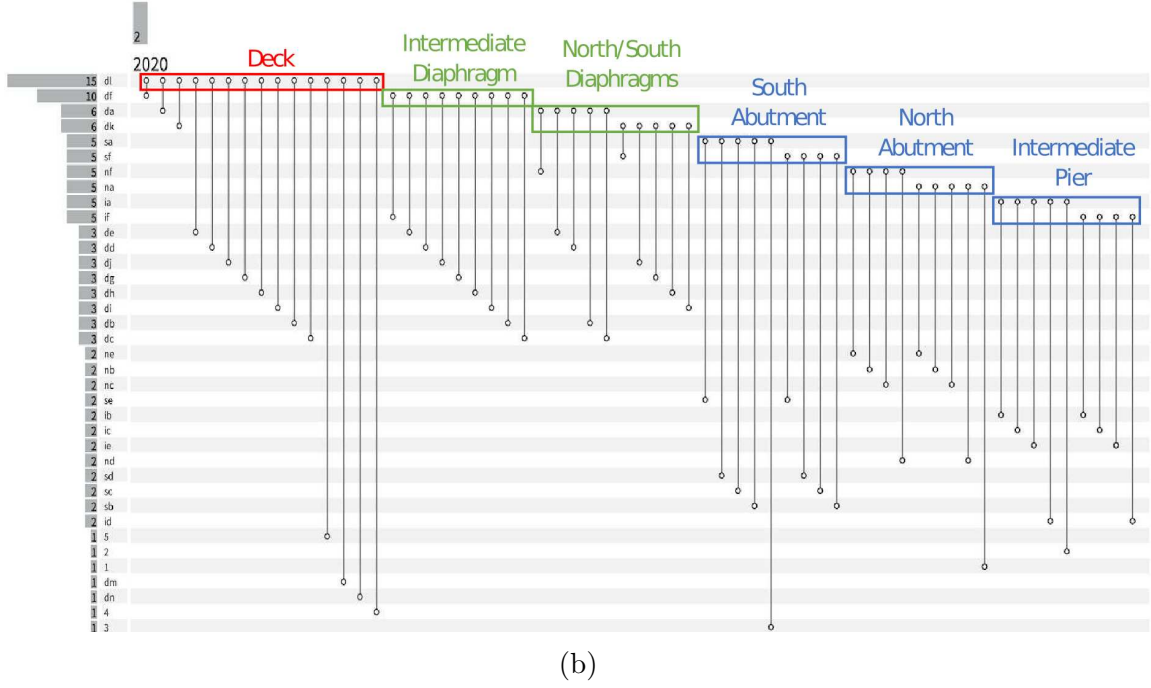 2
2020
Deck
Intermediate
Diaphragm
North/South
Diaphragms
South
Abutment
North
Abutment
Intermediate
Pier
15 dl
10 df
6 da
6 dk
5 sa
5 sf
5 nf
5 na
5 ia
5 if
3 de
3 dd
3 dj
3 dg
3 dh
3 di
3 db
3 dc
2 ne
2 nb
2 nc
2 se
2 ib
2 ic
2 ie
2 nd
2 sd
2 sc
2 sb
2 id
1 5
1 2
1 1
1 dm
1 dn
1 4
1 3
(b)